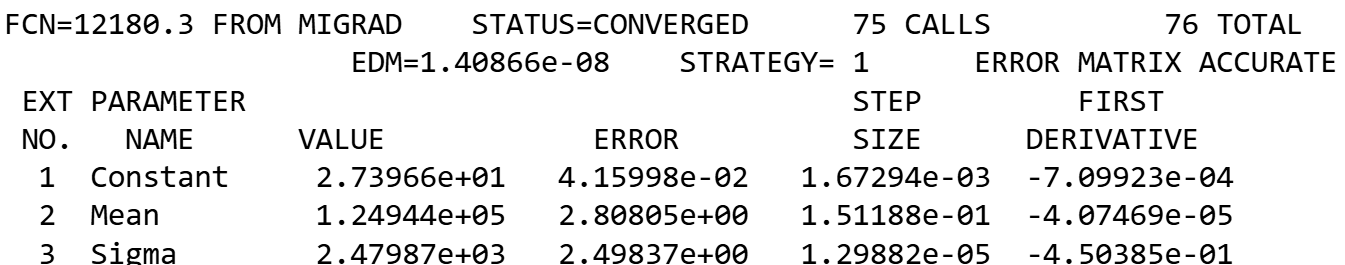 FCN=12180.3 FROM MIGRAD    STATUS=CONVERGED      75 CALLS          76 TOTAL
                    EDM=1.40866e-08    STRATEGY= 1      ERROR MATRIX ACCURATE
 EXT PARAMETER                                   STEP         FIRST
 NO.   NAME      VALUE            ERROR          SIZE      DERIVATIVE
  1  Constant     2.73966e+01   4.15998e-02   1.67294e-03  -7.09923e-04
  2  Mean         1.24944e+05   2.80805e+00   1.51188e-01  -4.07469e-05
  3  Sigma        2.47987e+03   2.49837e+00   1.29882e-05  -4.50385e-01